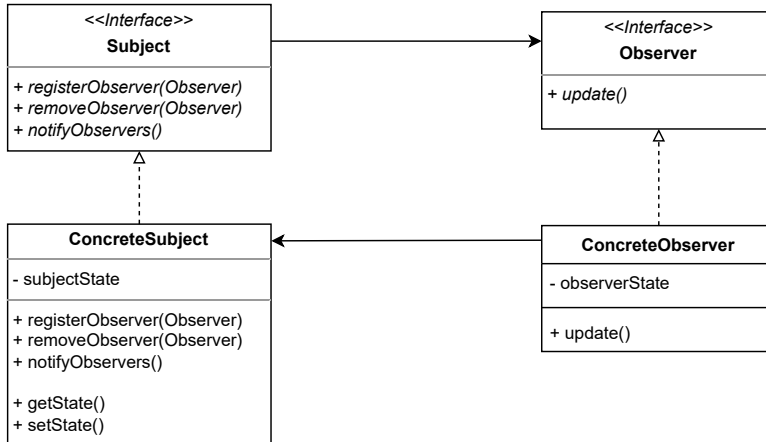 <<Interface>>
Subject
+ registerObserver(Observer)
+ removeObserver(Observer)
+ notifyObservers()
<<Interface>>
Observer
+ update()
ConcreteSubject
- subjectState
+ registerObserver(Observer)
+ removeObserver(Observer)
+ notifyObservers()
+ getState()
+ setState()
ConcreteObserver
- observerState
+ update()